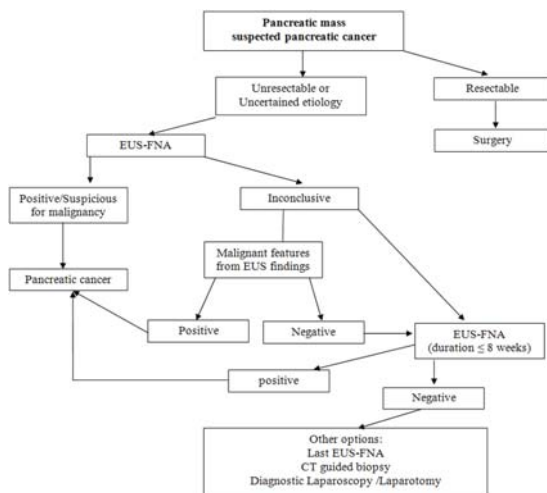 Pancreatic mass
suspected pancreatic cancer
Unresectable or
Uncertained etiology
Resectable
EUS-FNA
Surgery
Positive/Suspicious
for malignancy
Inconclusive
Malignant features
from EUS findings
Pancreatic cancer
Positive
Negative
EUS-FNA
(duration ≤ 8 weeks)
positive
Negative
Other options:
Last EUS-FNA
CT guided biopsy
Diagnostic Laparoscopy /Laparotomy